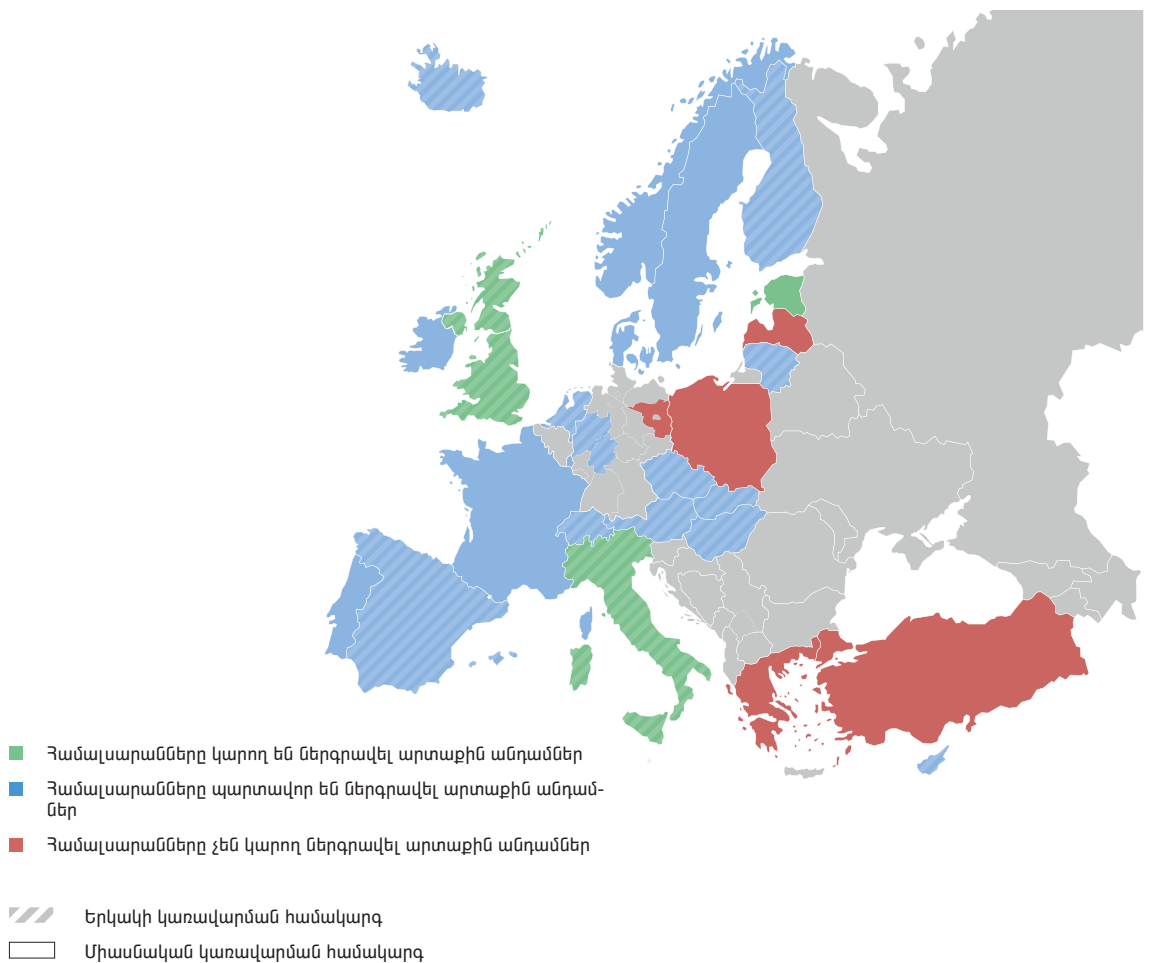 Համալսարանները կարող են ներգրավել արտաքին անդամներ
Համալսարանները պարտավոր են ներգրավել արտաքին անդամ-
ներ
Համալսարանները չեն կարող ներգրավել արտաքին անդամներ
Երկակի կառավարման համակարգ
Միասնական կառավարման համակարգ